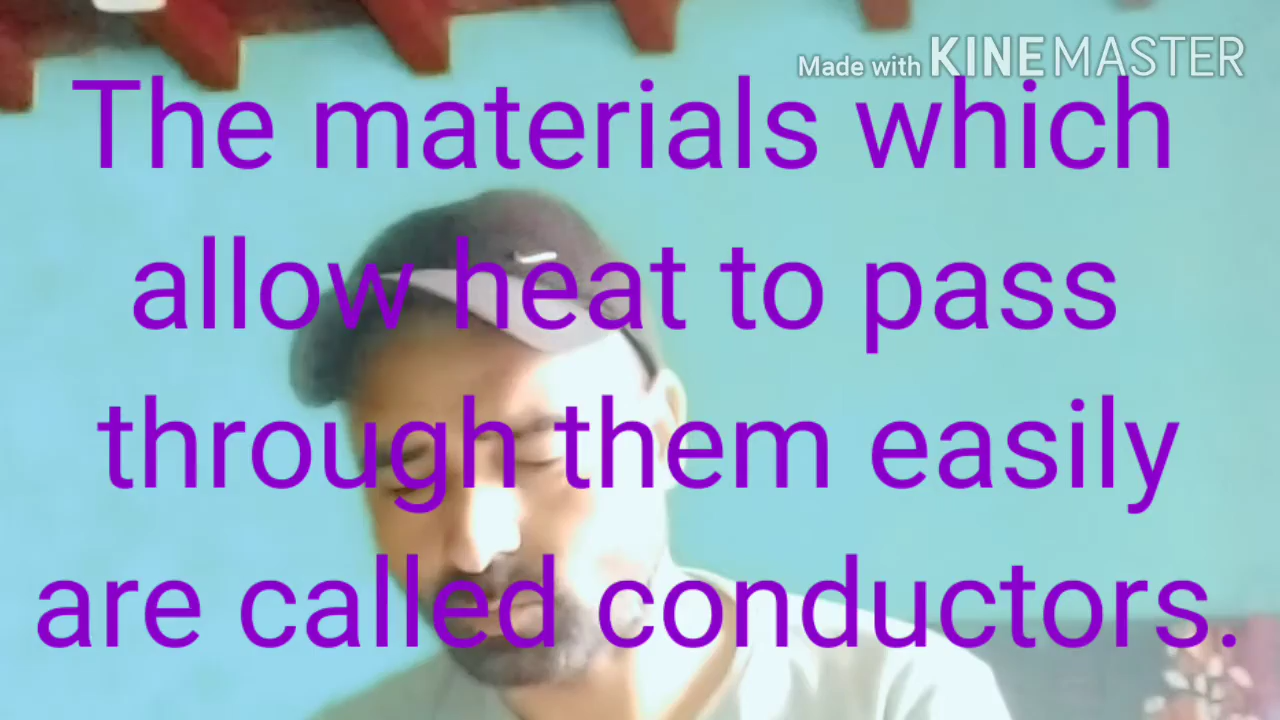 Made with KINEMASTER
The materials which
allow heat to pass
through them easily
are called conductors.